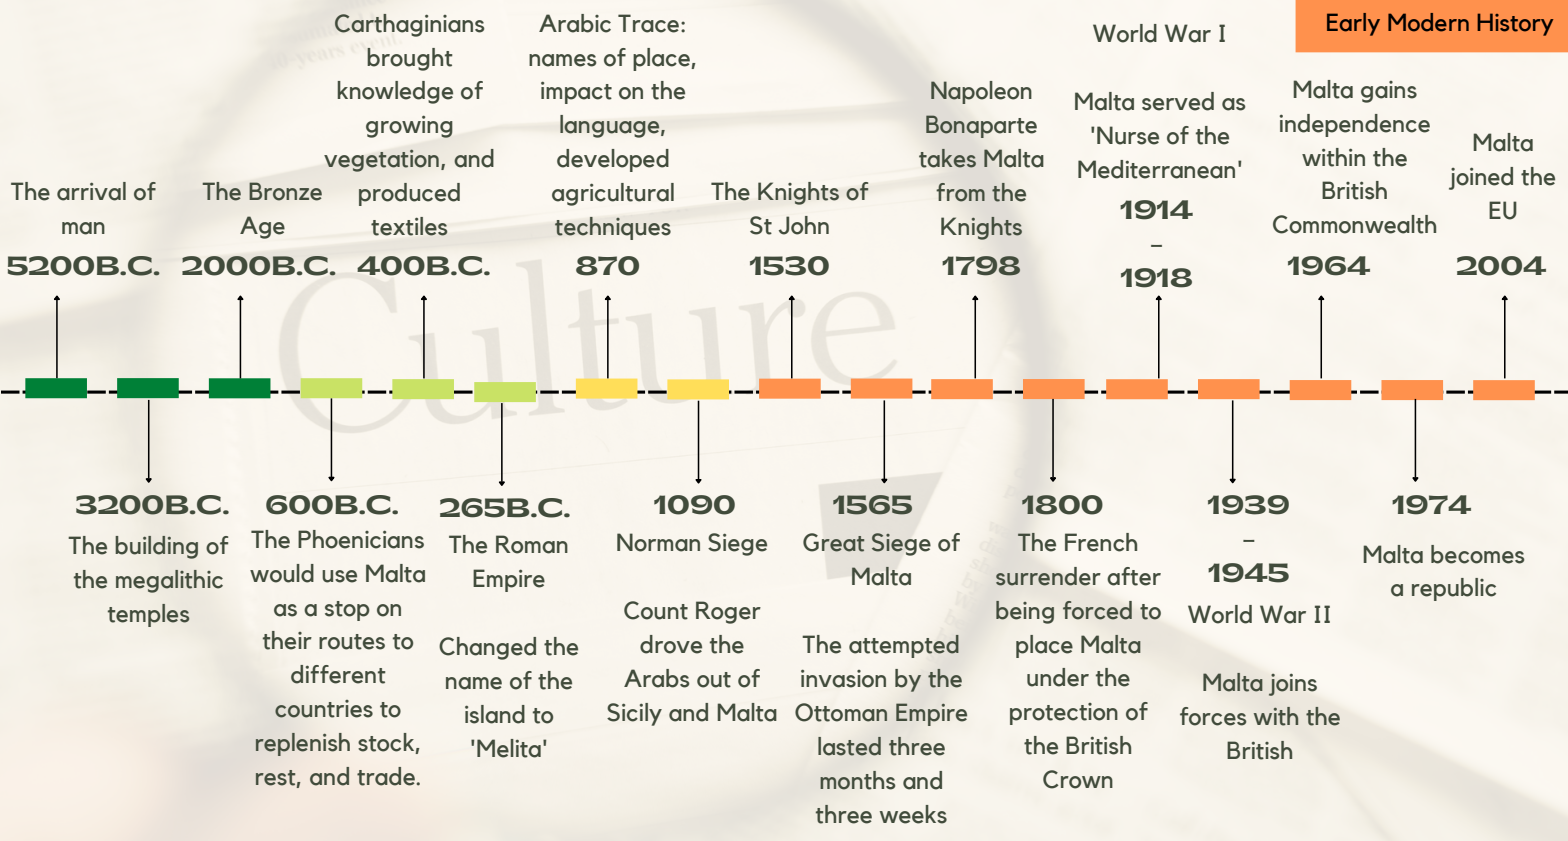 Early Modern History
The arrival of
man
5200B.C.
3200B.C.
The building of
the megalithic
temples
The Bronze
Age
2000B.C.
600B.C.
The Phoenicians
would use Malta
as a stop on
their routes to
different
countries to
replenish stock,
rest, and trade.
Carthaginians
brought
knowledge of
growing
vegetation, and
produced
textiles
400B.C.
265B.C.
The Roman
Empire
Changed the
name of the
island to
'Melita'
Arabic Trace:
names of place,
impact on the
language,
developed
agricultural
techniques
870
1090
Norman Siege
Count Roger
drove the
Arabs out of
Sicily and Malta
The Knights of
St John
1530
1565
Great Siege of
Malta
The attempted
invasion by the
Ottoman Empire
lasted three
months and
three weeks
Napoleon
Bonaparte
takes Malta
from the
Knights
1798
1800
The French
surrender after
being forced to
place Malta
under the
protection of
the British
Crown
World War I
Malta served as
'Nurse of the
Mediterranean'
1914
–
1918
1939
–
1945
World War II
Malta joins
forces with the
British
Malta gains
independence
within the
British
Commonwealth
1964
1974
Malta becomes
a republic
Malta
joined the
EU
2004
Culture
years even